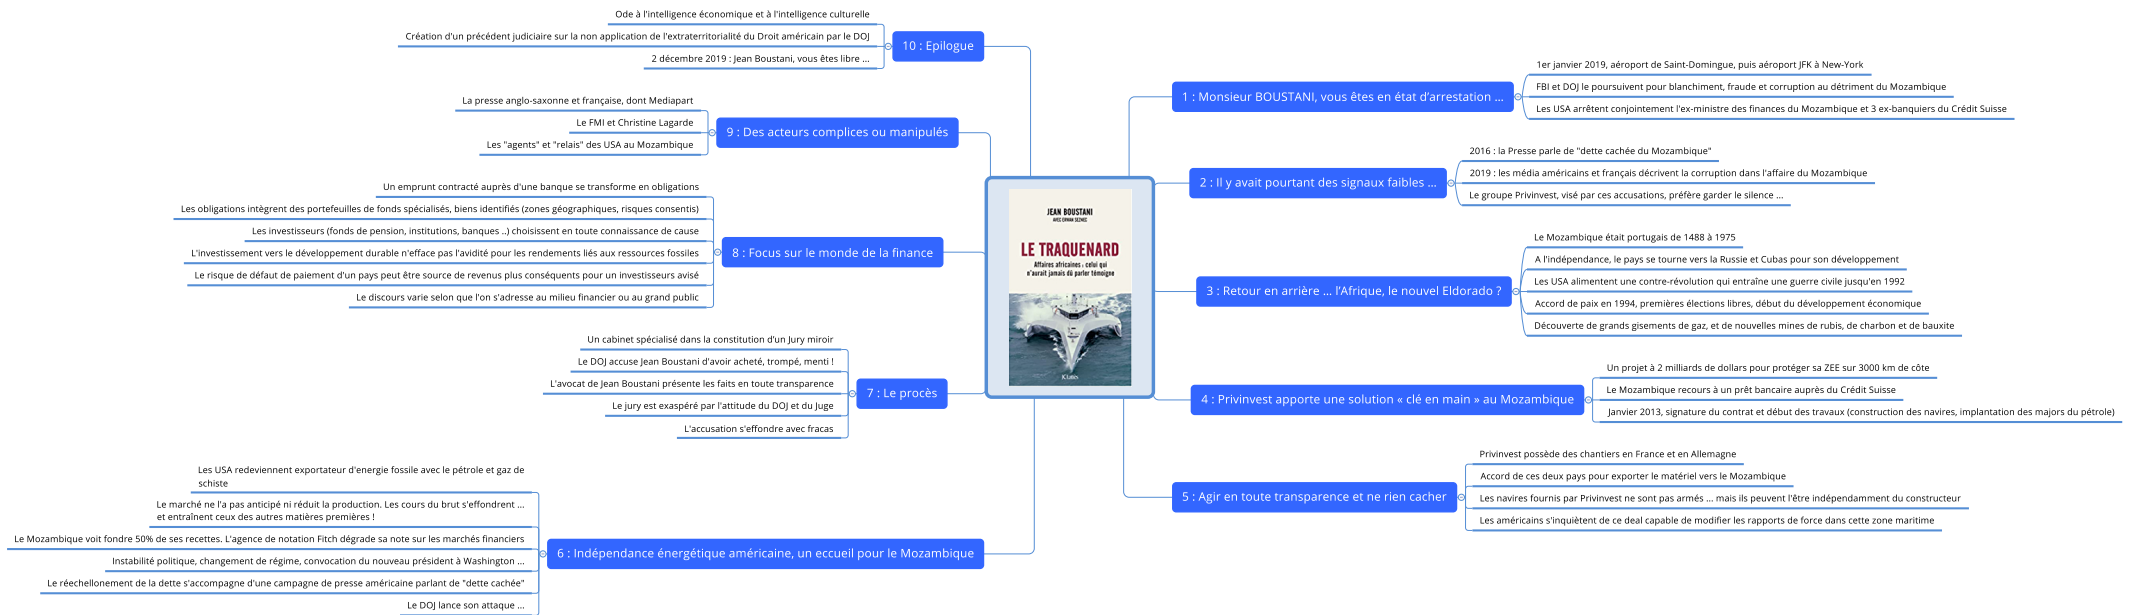 JEAN BOUSTANI
AVEC ERWAN SEZNEC
LE TRAQUENARD
Affaires africaines : celui qui
n'aurait jamais dû parler témoigne
JC Lattès
1 : Monsieur BOUSTANI, vous êtes en état d'arrestation ...
1er janvier 2019, aéroport de Saint-Domingue, puis aéroport JFK à New-York
FBI et DOJ le poursuivent pour blanchiment, fraude et corruption au détriment du Mozambique
Les USA arrêtent conjointement l'ex-ministre des finances du Mozambique et 3 ex-banquiers du Crédit Suisse
2 : Il y avait pourtant des signaux faibles ...
2016 : la Presse parle de "dette cachée du Mozambique"
2019 : les média américains et français décrivent la corruption dans l'affaire du Mozambique
Le groupe Privinvest, visé par ces accusations, préfère garder le silence ...
3 : Retour en arrière ... l'Afrique, le nouvel Eldorado ?
Le Mozambique était portugais de 1488 à 1975
A l'indépendance, le pays se tourne vers la Russie et Cubas pour son développement
Les USA alimentent une contre-révolution qui entraîne une guerre civile jusqu'en 1992
Accord de paix en 1994, premières élections libres, début du développement économique
Découverte de grands gisements de gaz, et de nouvelles mines de rubis, de charbon et de bauxite
4 : Privinvest apporte une solution « clé en main » au Mozambique
Un projet à 2 milliards de dollars pour protéger sa ZEE sur 3000 km de côte
Le Mozambique recours à un prêt bancaire auprès du Crédit Suisse
Janvier 2013, signature du contrat et début des travaux (construction des navires, implantation des majors du pétrole)
5 : Agir en toute transparence et ne rien cacher
Privinvest possède des chantiers en France et en Allemagne
Accord de ces deux pays pour exporter le matériel vers le Mozambique
Les navires fournis par Privinvest ne sont pas armés ... mais ils peuvent l'être indépendamment du constructeur
Les américains s'inquiètent de ce deal capable de modifier les rapports de force dans cette zone maritime
6 : Indépendance énergétique américaine, un eccueil pour le Mozambique
Les USA redeviennent exportateur d'energie fossile avec le pétrole et gaz de
schiste
Le marché ne l'a pas anticipé ni réduit la production. Les cours du brut s'effondrent ...
et entraînent ceux des autres matières premières !
Le Mozambique voit fondre 50% de ses recettes. L'agence de notation Fitch dégrade sa note sur les marchés financiers
Instabilité politique, changement de régime, convocation du nouveau président à Washington ...
Le réechellonement de la dette s'accompagne d'une campagne de presse américaine parlant de "dette cachée"
Le DOJ lance son attaque ...
7 : Le procès
Un cabinet spécialisé dans la constitution d'un Jury miroir
Le DOJ accuse Jean Boustani d'avoir acheté, trompé, menti !
L'avocat de Jean Boustani présente les faits en toute transparence
Le jury est exaspéré par l'attitude du DOJ et du Juge
L'accusation s'effondre avec fracas
8 : Focus sur le monde de la finance
Un emprunt contracté auprès d'une banque se transforme en obligations
Les obligations intègrent des portefeuilles de fonds spécialisés, biens identifiés (zones géographiques, risques consentis)
Les investisseurs (fonds de pension, institutions, banques ..) choisissent en toute connaissance de cause
L'investissement vers le développement durable n'efface pas l'avidité pour les rendements liés aux ressources fossiles
Le risque de défaut de paiement d'un pays peut être source de revenus plus conséquents pour un investisseurs avisé
Le discours varie selon que l'on s'adresse au milieu financier ou au grand public
9 : Des acteurs complices ou manipulés
La presse anglo-saxonne et française, dont Mediapart
Le FMI et Christine Lagarde
Les "agents" et "relais" des USA au Mozambique
10 : Epilogue
Ode à l'intelligence économique et à l'intelligence culturelle
Création d'un précédent judiciaire sur la non application de l'extraterritorialité du Droit américain par le DOJ
2 décembre 2019 : Jean Boustani, vous êtes libre ...